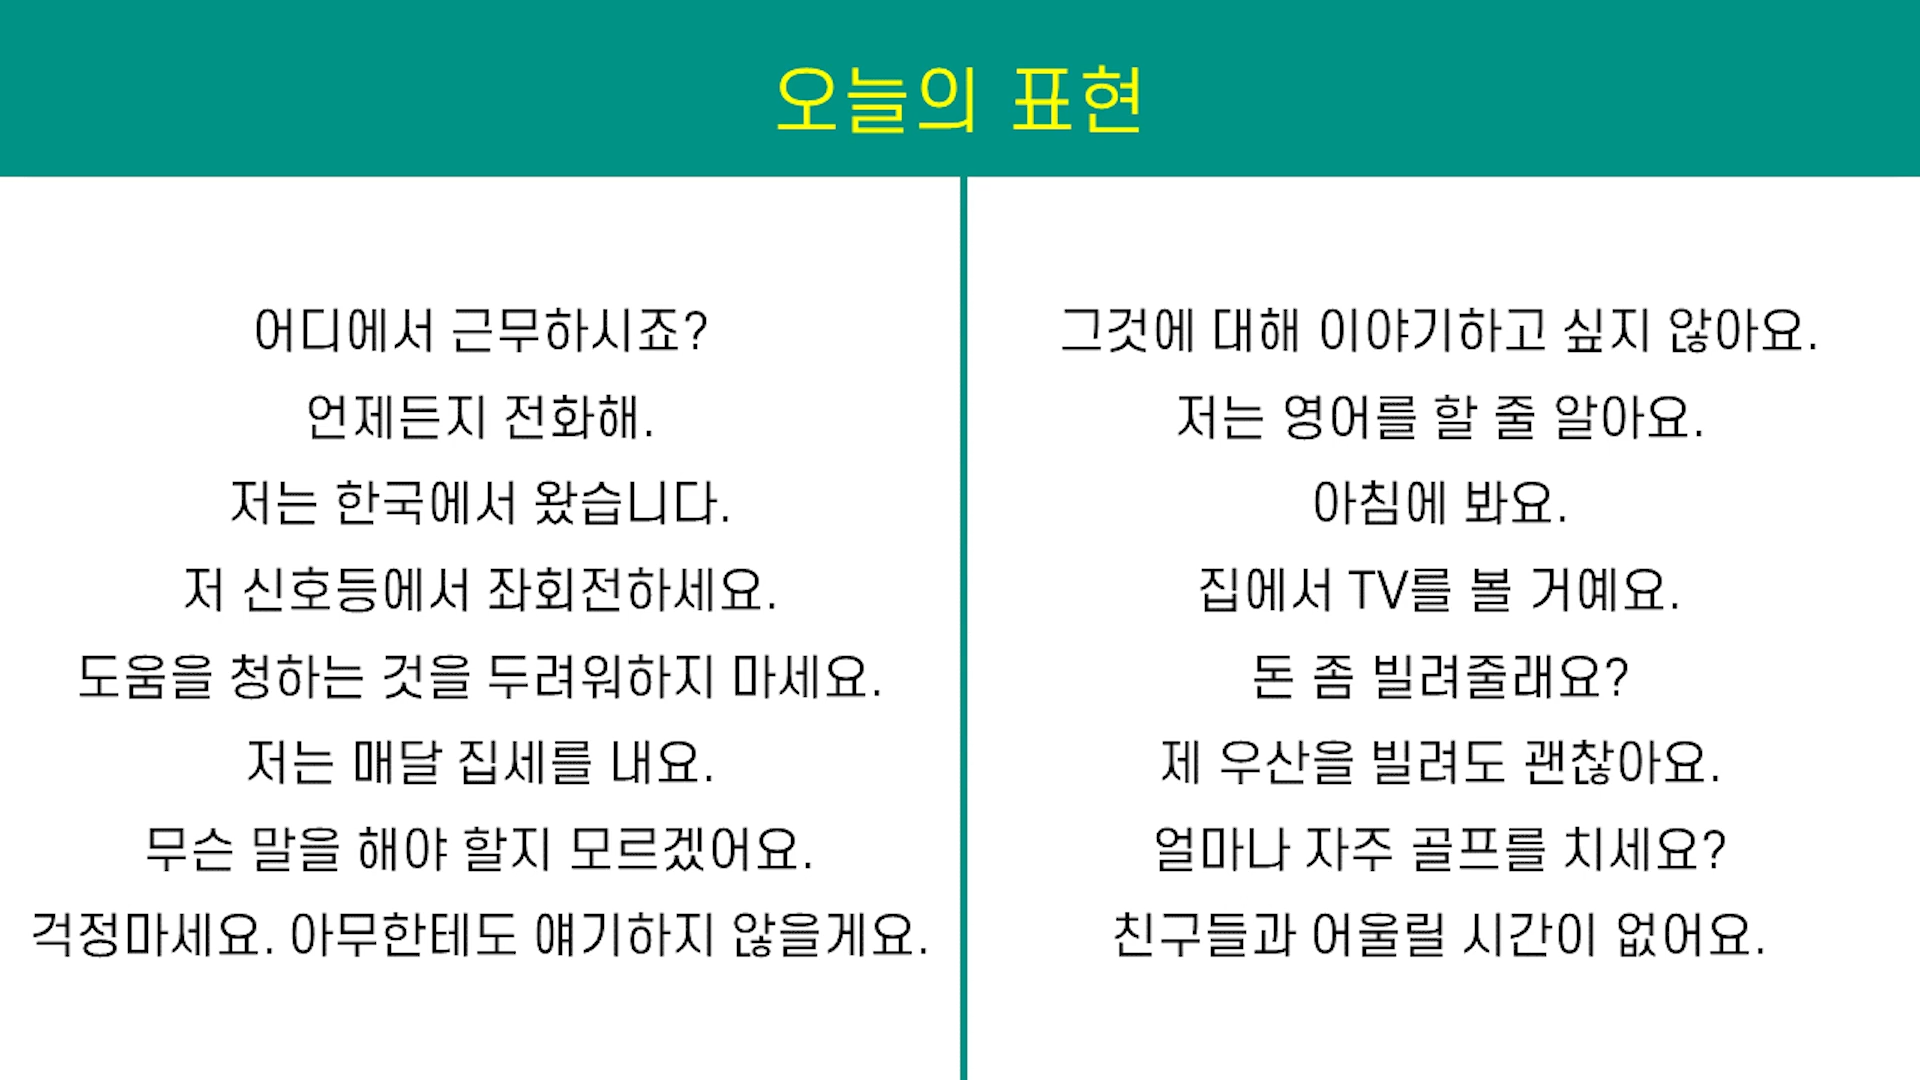 오늘의 표현
어디에서 근무하시죠?
언제든지 전화해.
저는 한국에서 왔습니다.
저 신호등에서 좌회전하세요.
도움을 청하는 것을 두려워하지 마세요.
저는 매달 집세를 내요.
무슨 말을 해야 할지 모르겠어요.
걱정마세요. 아무한테도 얘기하지 않을게요.
그것에 대해 이야기하고 싶지 않아요.
저는 영어를 할 줄 알아요.
아침에 봐요.
집에서 TV를 볼 거예요.
돈 좀 빌려줄래요?
제 우산을 빌려도 괜찮아요.
얼마나 자주 골프를 치세요?
친구들과 어울릴 시간이 없어요.